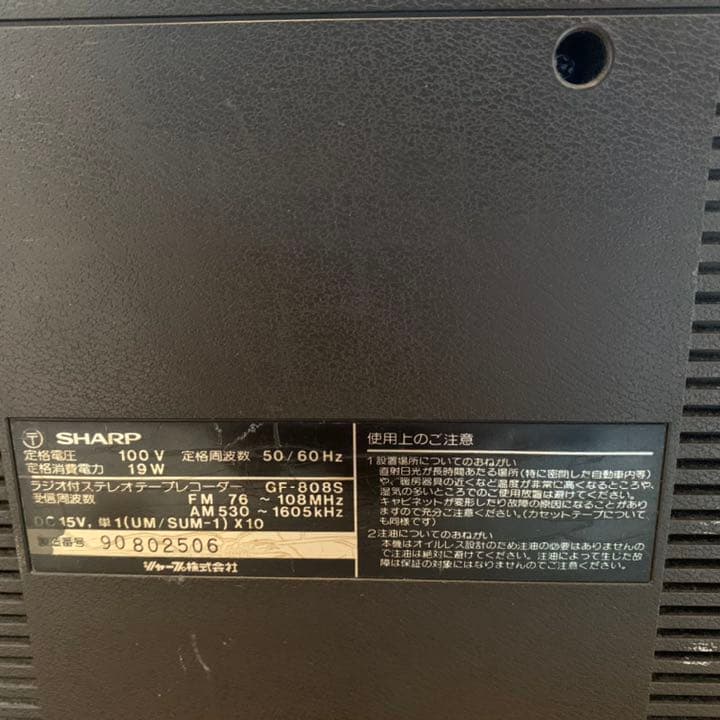 〒 SHARP
定格電圧 100V 定格周波数 50/60Hz
定格消費電力 19W
ラジオ付ステレオテープレコーダー GF-808S
受信周波数 FM 76 ~ 108MHz
AM530 ~ 1605kHz
DC15V, 単1(UM/SUM-1)X10
製造番号 90802506
シャープ株式会社
使用上のご注意
1設置場所についてのおねがい
直射日光が長時間あたる場所(特に密閉した自動車内等)
や、暖房器具の近くなど温度が非常に高くなるところや、
湿気の多いところでのご使用放置は避けてください。
キャビネットが変形したり故障の原因になることがあり
ますので充分ご注意ください。(カセットテープについて
も同様です)
2注油についてのおねがい
本機はオイルレス設計のため注油の必要はありませんの
で注油は絶対に避けてください。注油によって生じた故
障は保証の対象にはなりませんのでご注意ください。